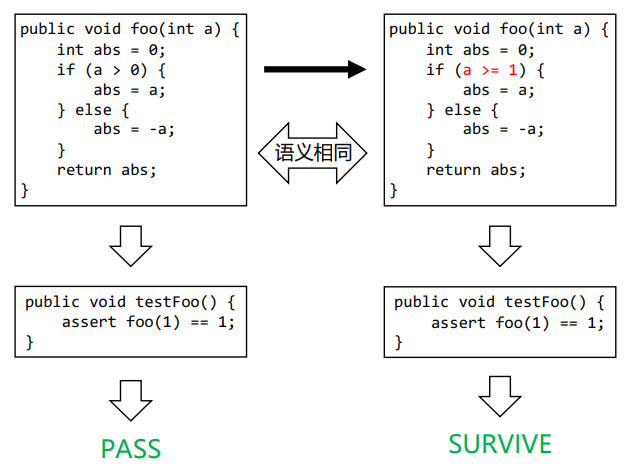 public void foo(int a) {
    int abs = 0;
    if (a > 0) {
        abs = a;
    } else {
        abs = -a;
    }
    return abs;
}
语义相同
public void foo(int a) {
    int abs = 0;
    if (a >= 1) {
        abs = a;
    } else {
        abs = -a;
    }
    return abs;
}
public void testFoo() {
    assert foo(1) == 1;
}
public void testFoo() {
    assert foo(1) == 1;
}
PASS
SURVIVE